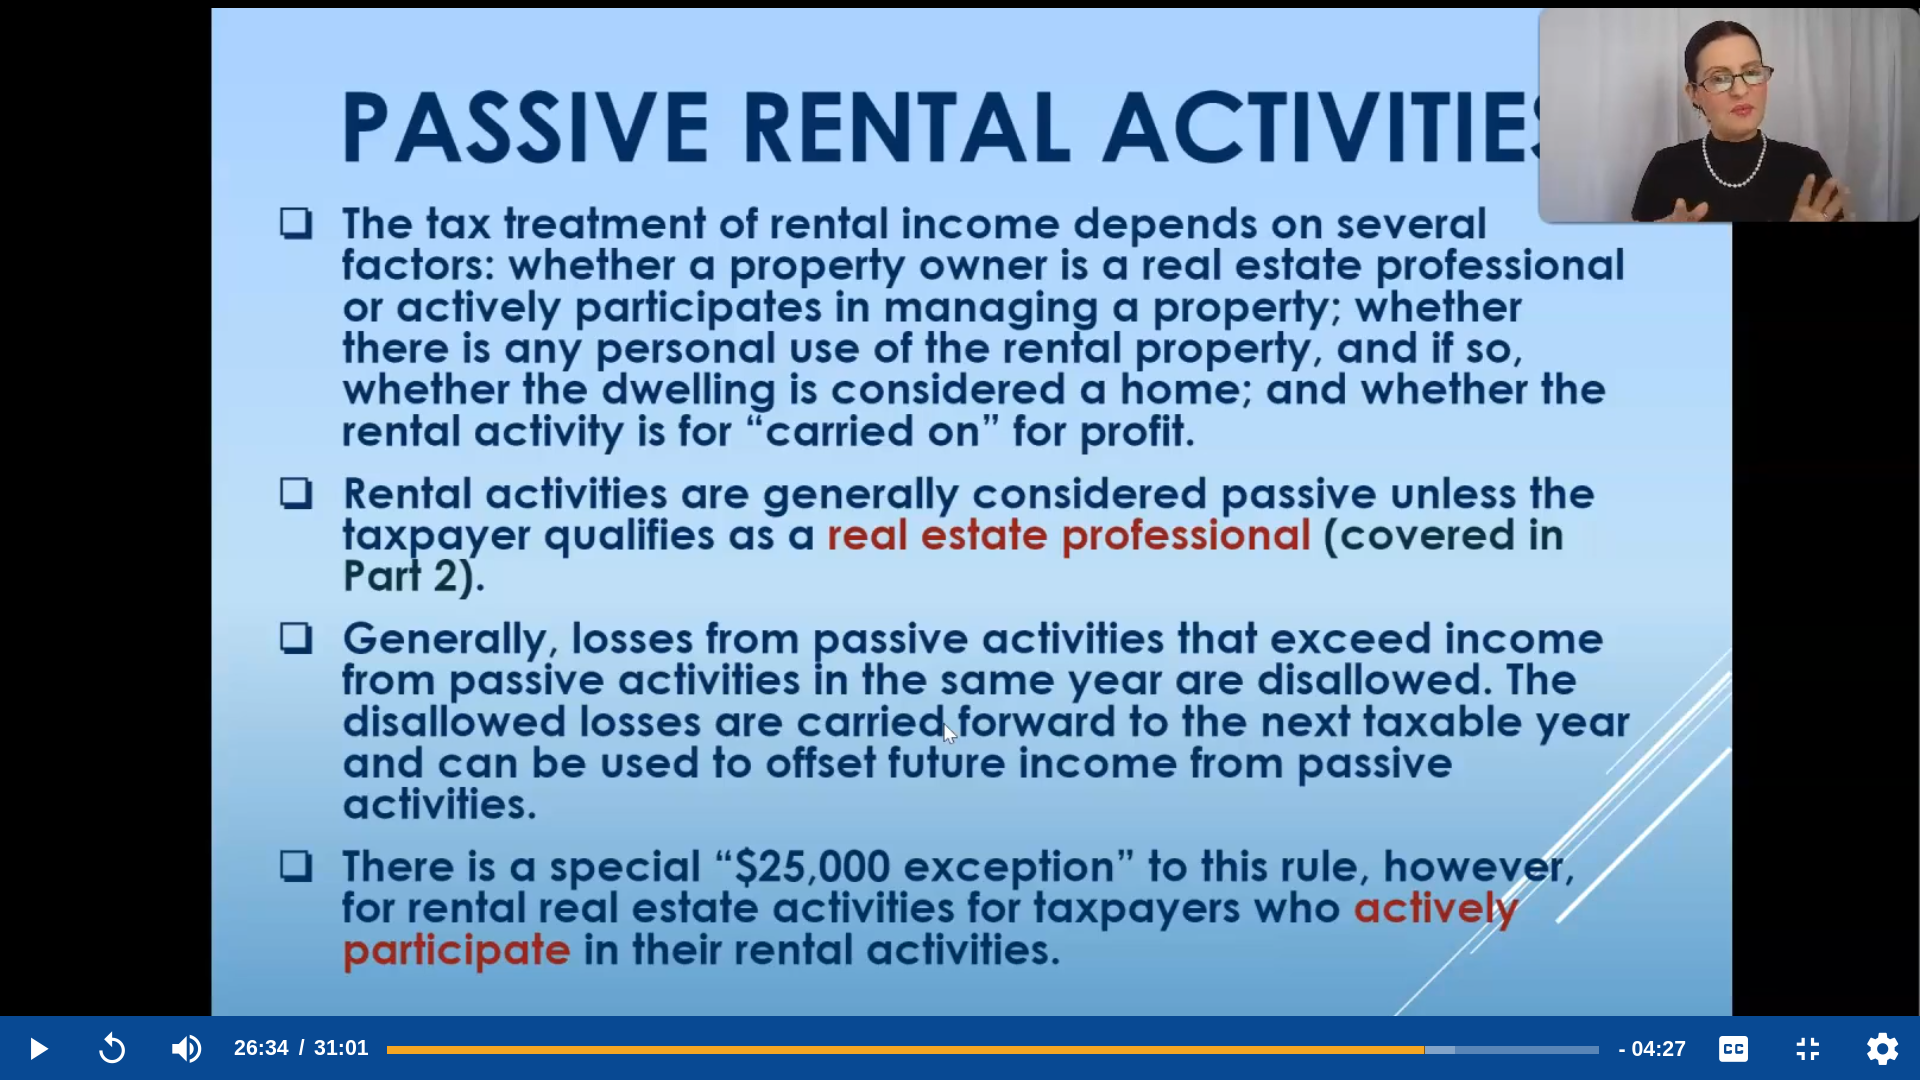 PASSIVE RENTAL ACTIVITIES
❑ The tax treatment of rental income depends on several
factors: whether a property owner is a real estate professional
or actively participates in managing a property; whether
there is any personal use of the rental property, and if so,
whether the dwelling is considered a home; and whether the
rental activity is for “carried on” for profit.
❑ Rental activities are generally considered passive unless the
taxpayer qualifies as a real estate professional (covered in
Part 2).
❑ Generally, losses from passive activities that exceed income
from passive activities in the same year are disallowed. The
disallowed losses are carried forward to the next taxable year
and can be used to offset future income from passive
activities.
❑ There is a special “$25,000 exception” to this rule, however,
for rental real estate activities for taxpayers who actively
participate in their rental activities.
26:34 / 31:01 - 04:27 CC